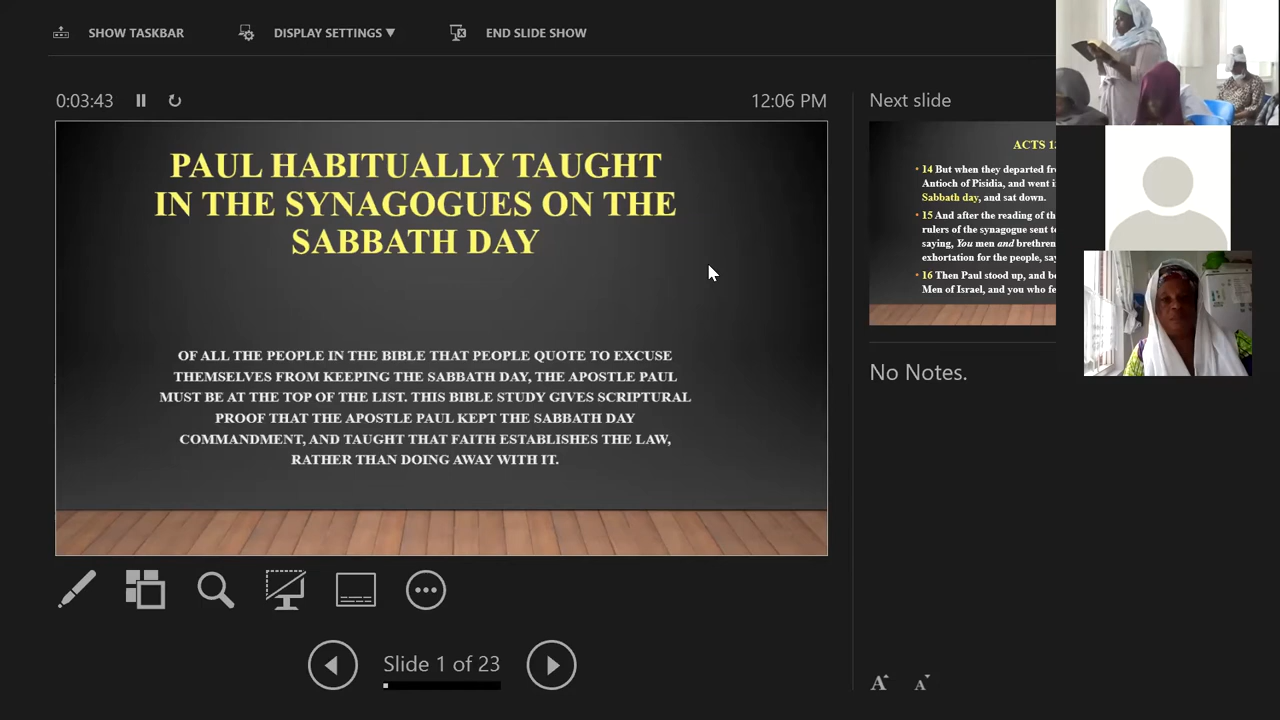 SHOW TASKBAR
DISPLAY SETTINGS ▼
END SLIDE SHOW
0:03:43
12:06 PM
PAUL HABITUALLY TAUGHT
IN THE SYNAGOGUES ON THE
SABBATH DAY
OF ALL THE PEOPLE IN THE BIBLE THAT PEOPLE QUOTE TO EXCUSE
THEMSELVES FROM KEEPING THE SABBATH DAY, THE APOSTLE PAUL
MUST BE AT THE TOP OF THE LIST. THIS BIBLE STUDY GIVES SCRIPTURAL
PROOF THAT THE APOSTLE PAUL KEPT THE SABBATH DAY
COMMANDMENT, AND TAUGHT THAT FAITH ESTABLISHES THE LAW,
RATHER THAN DOING AWAY WITH IT.
Slide 1 of 23
Next slide
ACTS
• 14 But when they departed
Antioch of Pisidia, and went
Sabbath day, and sat down.
• 15 And after the reading of
rulers of the synagogue sent
saying, You men and brethren
exhortation for the people,
• 16 Then Paul stood up, and
Men of Israel, and you who
No Notes.
A A